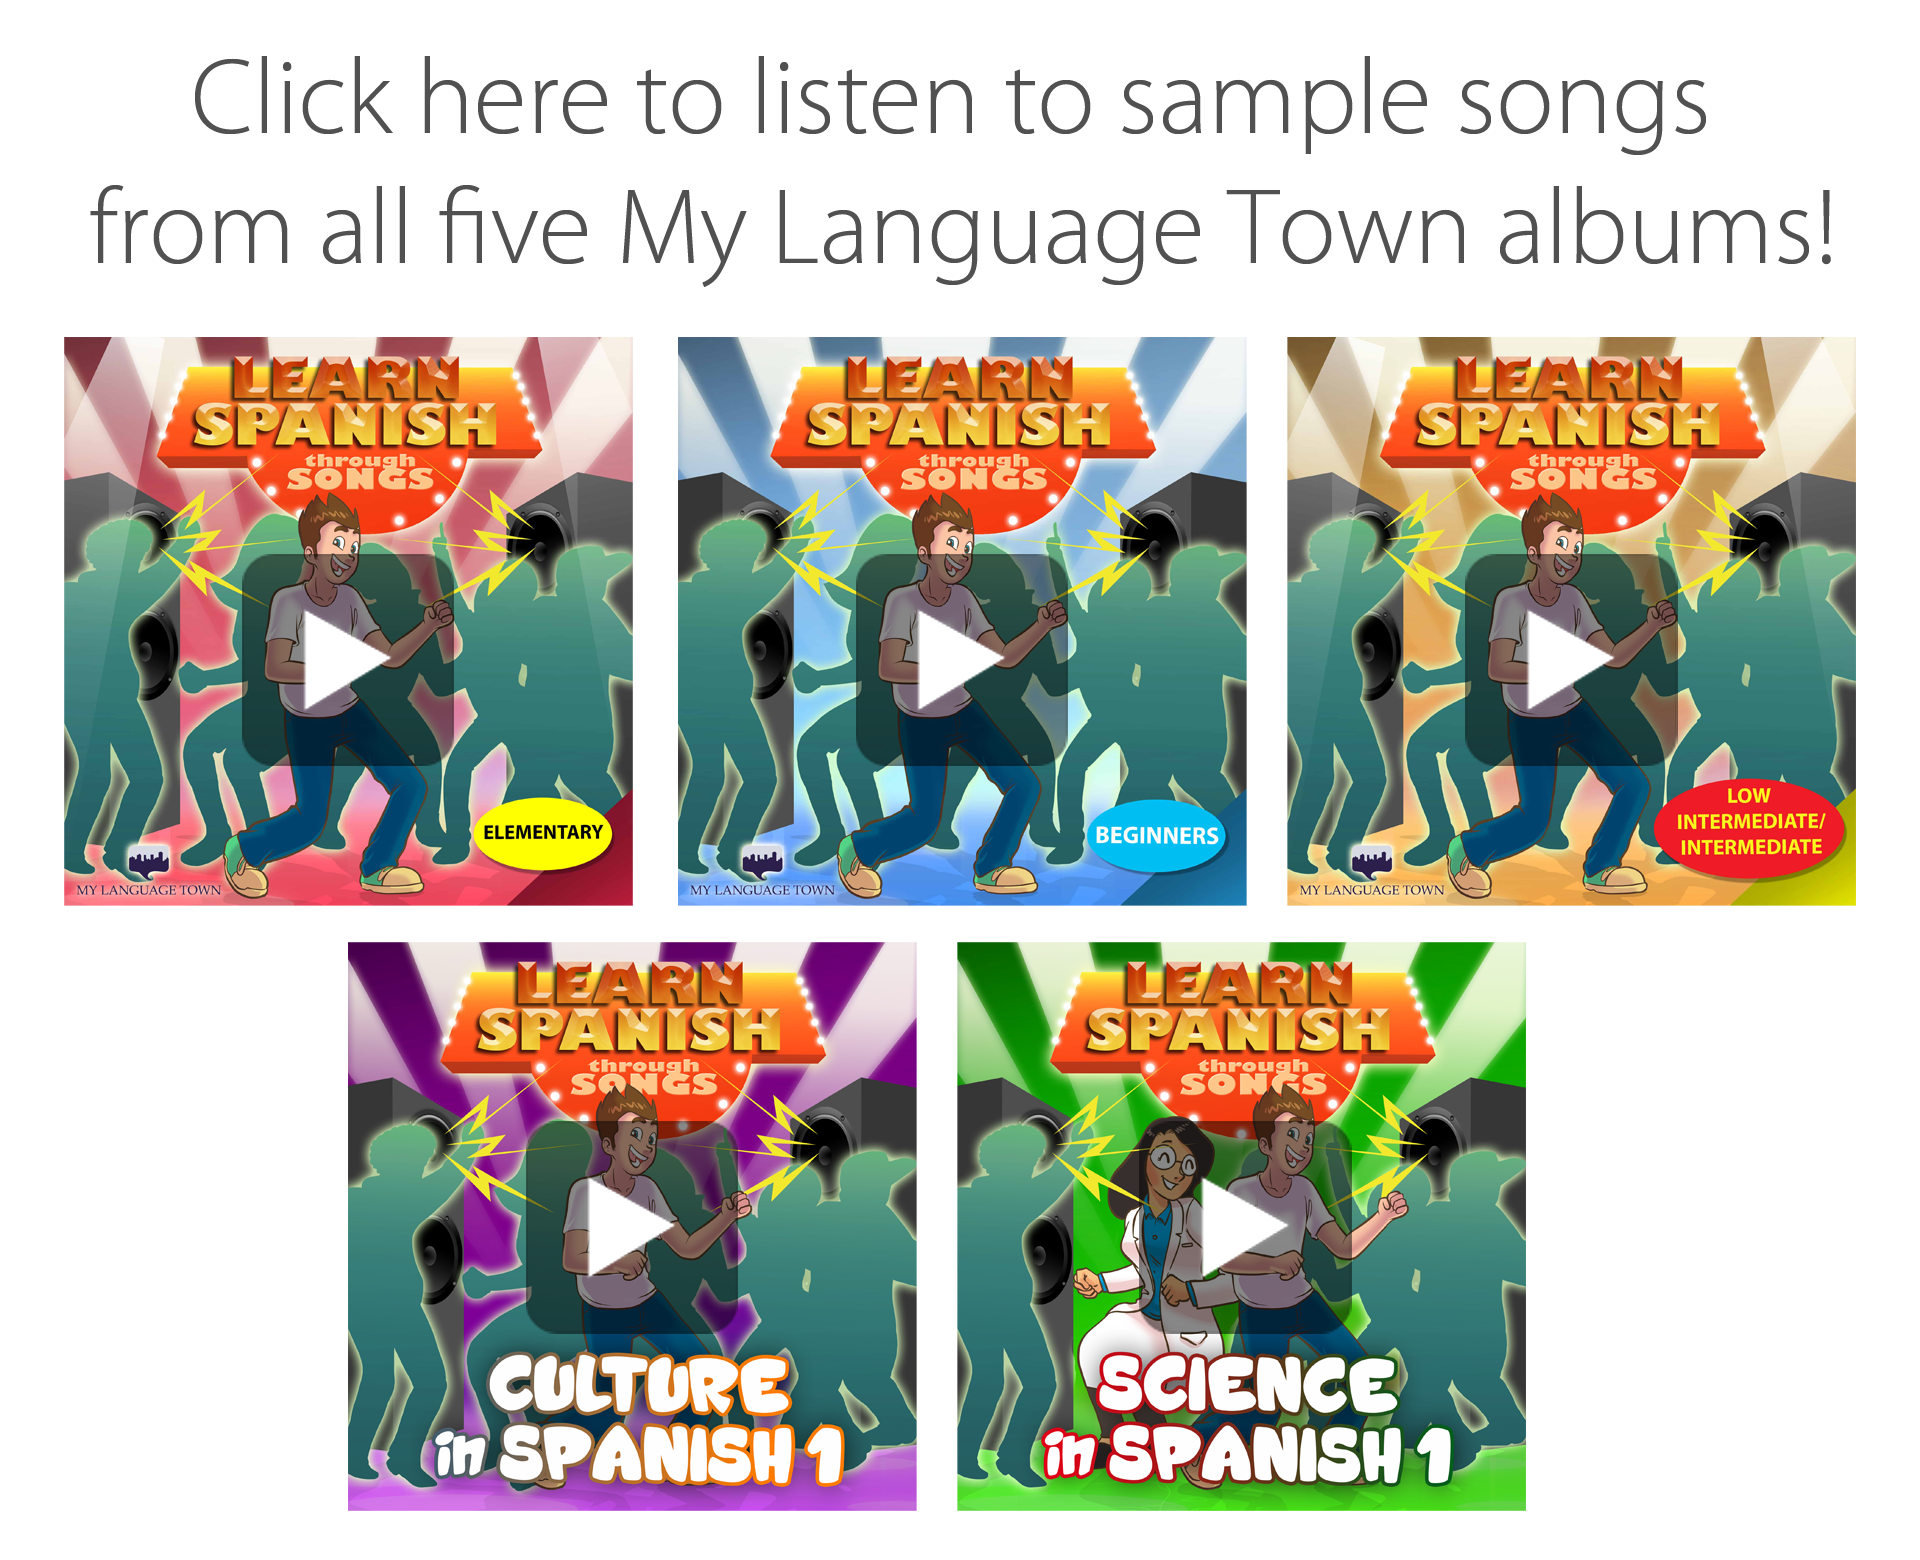 Click here to listen to sample songs
from all five My Language Town albums!
LEARN
SPANISH
through
SONGS
ELEMENTARY
MY LANGUAGE TOWN
LEARN
SPANISH
through
SONGS
BEGINNERS
MY LANGUAGE TOWN
LEARN
SPANISH
through
SONGS
LOW
INTERMEDIATE/
INTERMEDIATE
MY LANGUAGE TOWN
LEARN
SPANISH
through
SONGS
CULTURE
in SPANISH 1
LEARN
SPANISH
through
SONGS
SCIENCE
in SPANISH 1